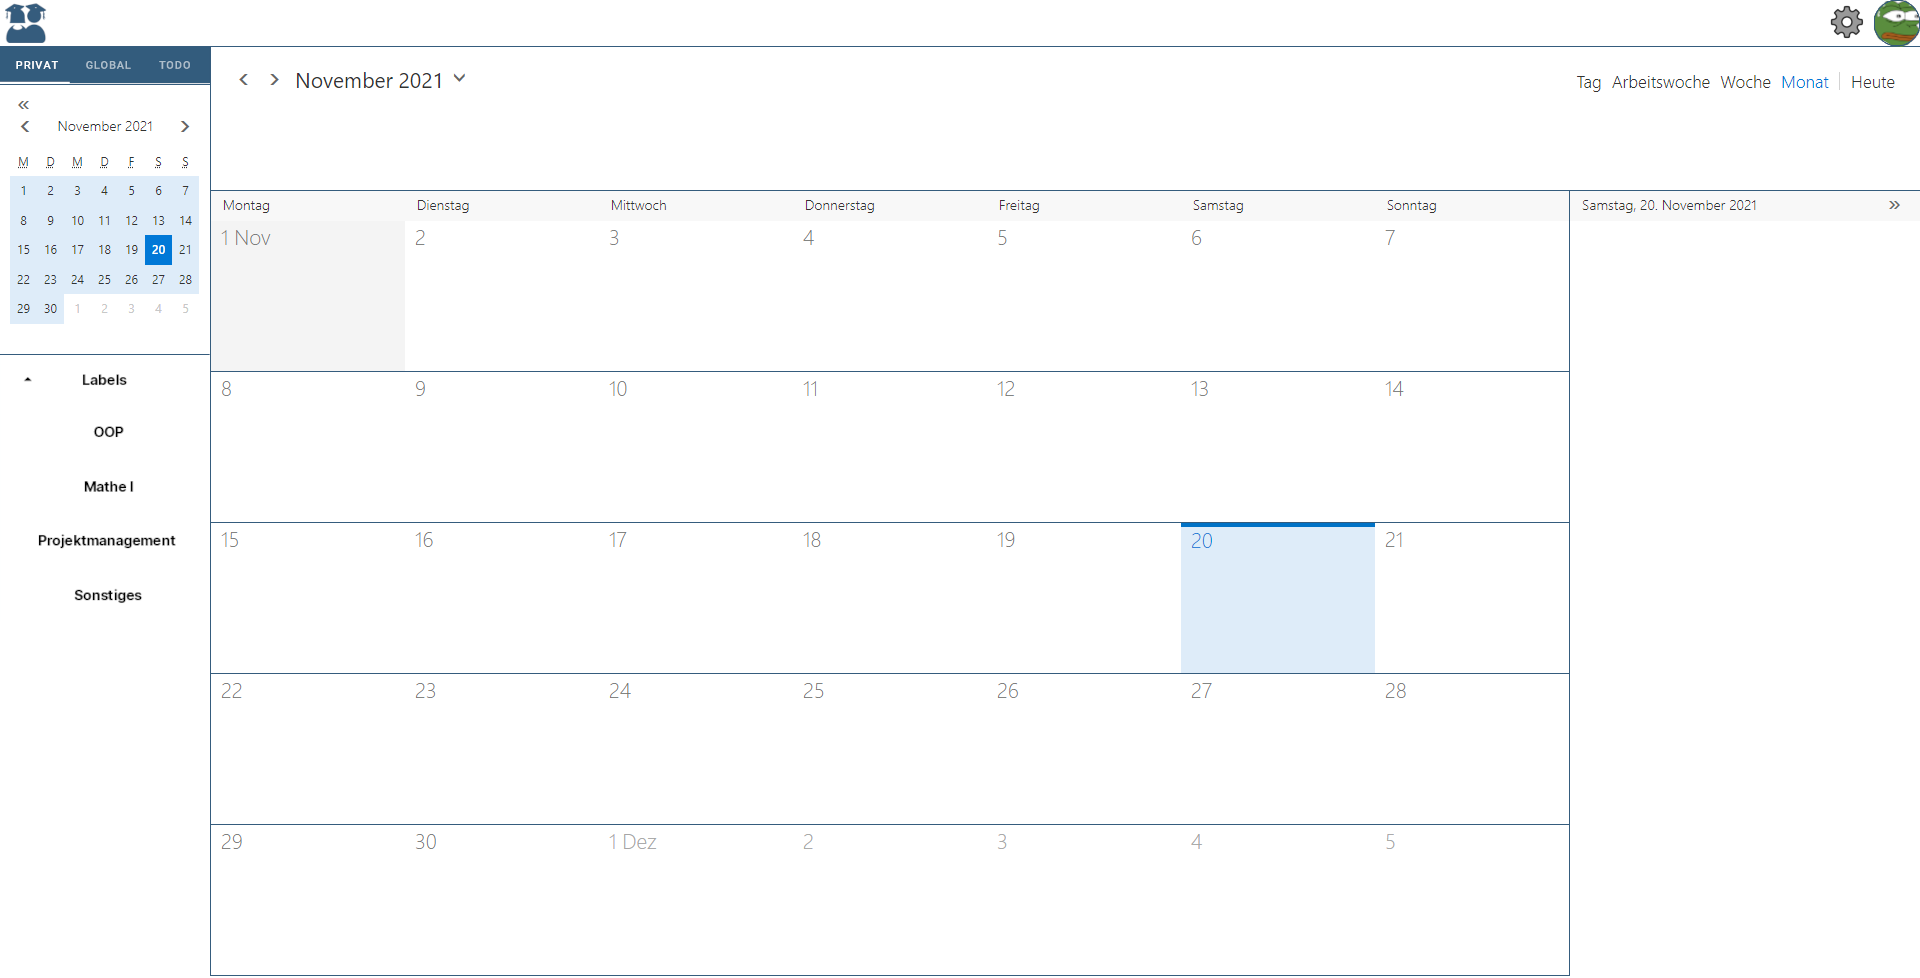 PRIVAT GLOBAL TODO
November 2021
Tag Arbeitswoche Woche Monat Heute
November 2021
M D M D F S S
1 2 3 4 5 6 7
8 9 10 11 12 13 14
15 16 17 18 19 20 21
22 23 24 25 26 27 28
29 30 1 2 3 4 5
Labels
OOP
Mathe I
Projektmanagement
Sonstiges
Montag Dienstag Mittwoch Donnerstag Freitag Samstag Sonntag
1 Nov 2 3 4 5 6 7
8 9 10 11 12 13 14
15 16 17 18 19 20 21
22 23 24 25 26 27 28
29 30 1 Dez 2 3 4 5
Samstag, 20. November 2021